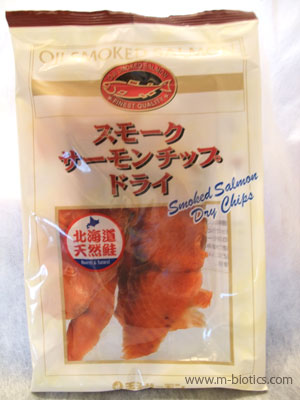 OIL SMOKED SALMON
FINEST QUALITY
スモーク
サーモンチップ
ドライ
Smoked Salmon
Dry Chips
北海道
天然鮭
www.m-biotics.com